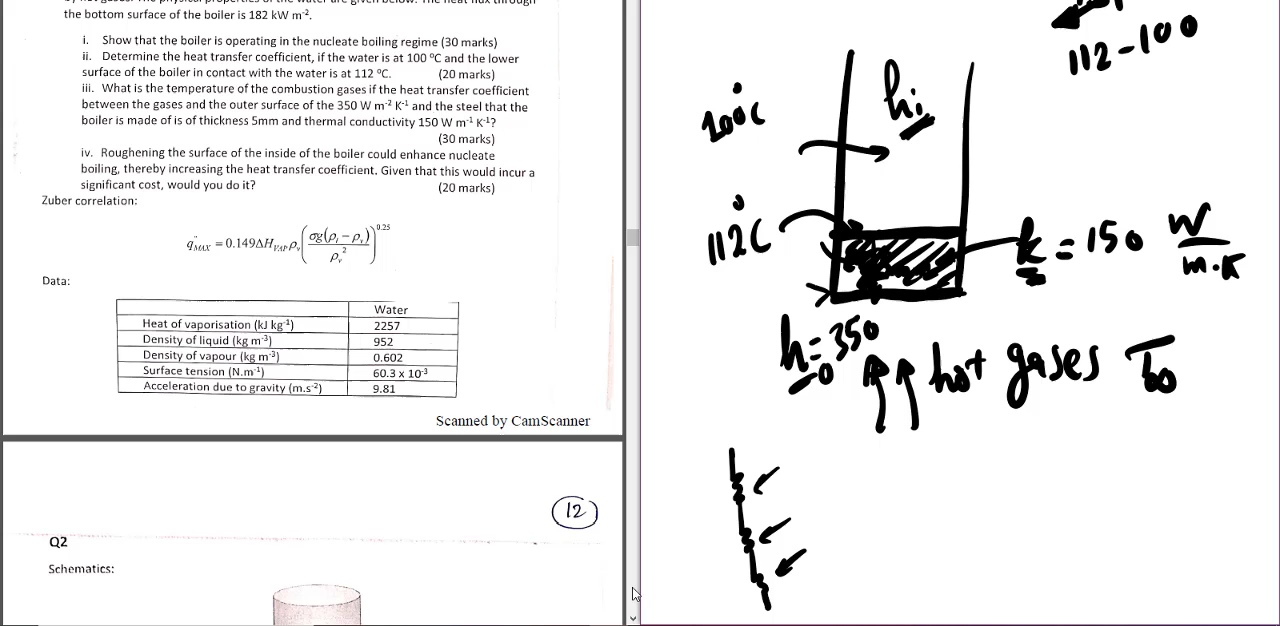 the bottom surface of the boiler is 182 kW m⁻².
i. Show that the boiler is operating in the nucleate boiling regime (30 marks)
ii. Determine the heat transfer coefficient, if the water is at 100 °C and the lower
surface of the boiler in contact with the water is at 112 °C. (20 marks)
iii. What is the temperature of the combustion gases if the heat transfer coefficient
between the gases and the outer surface of the 350 W m⁻² K⁻¹ and the steel that the
boiler is made of is of thickness 5mm and thermal conductivity 150 W m⁻¹ K⁻¹?
(30 marks)
iv. Roughening the surface of the inside of the boiler could enhance nucleate
boiling, thereby increasing the heat transfer coefficient. Given that this would incur a
significant cost, would you do it? (20 marks)
Zuber correlation:
q̈_MAX = 0.149ΔH_VAP ρ_v (σg(ρ_l − ρ_v) / ρ_v²)^0.25
Data:
Water
Heat of vaporisation (kJ kg⁻¹) 2257
Density of liquid (kg m⁻³) 952
Density of vapour (kg m⁻³) 0.602
Surface tension (N.m⁻¹) 60.3 x 10⁻³
Acceleration due to gravity (m.s⁻²) 9.81
Scanned by CamScanner
12
Q2
Schematics:
112-100
100°C
hi
112°C
k = 150 W/m·K
h₀ = 350
hot gases T∞